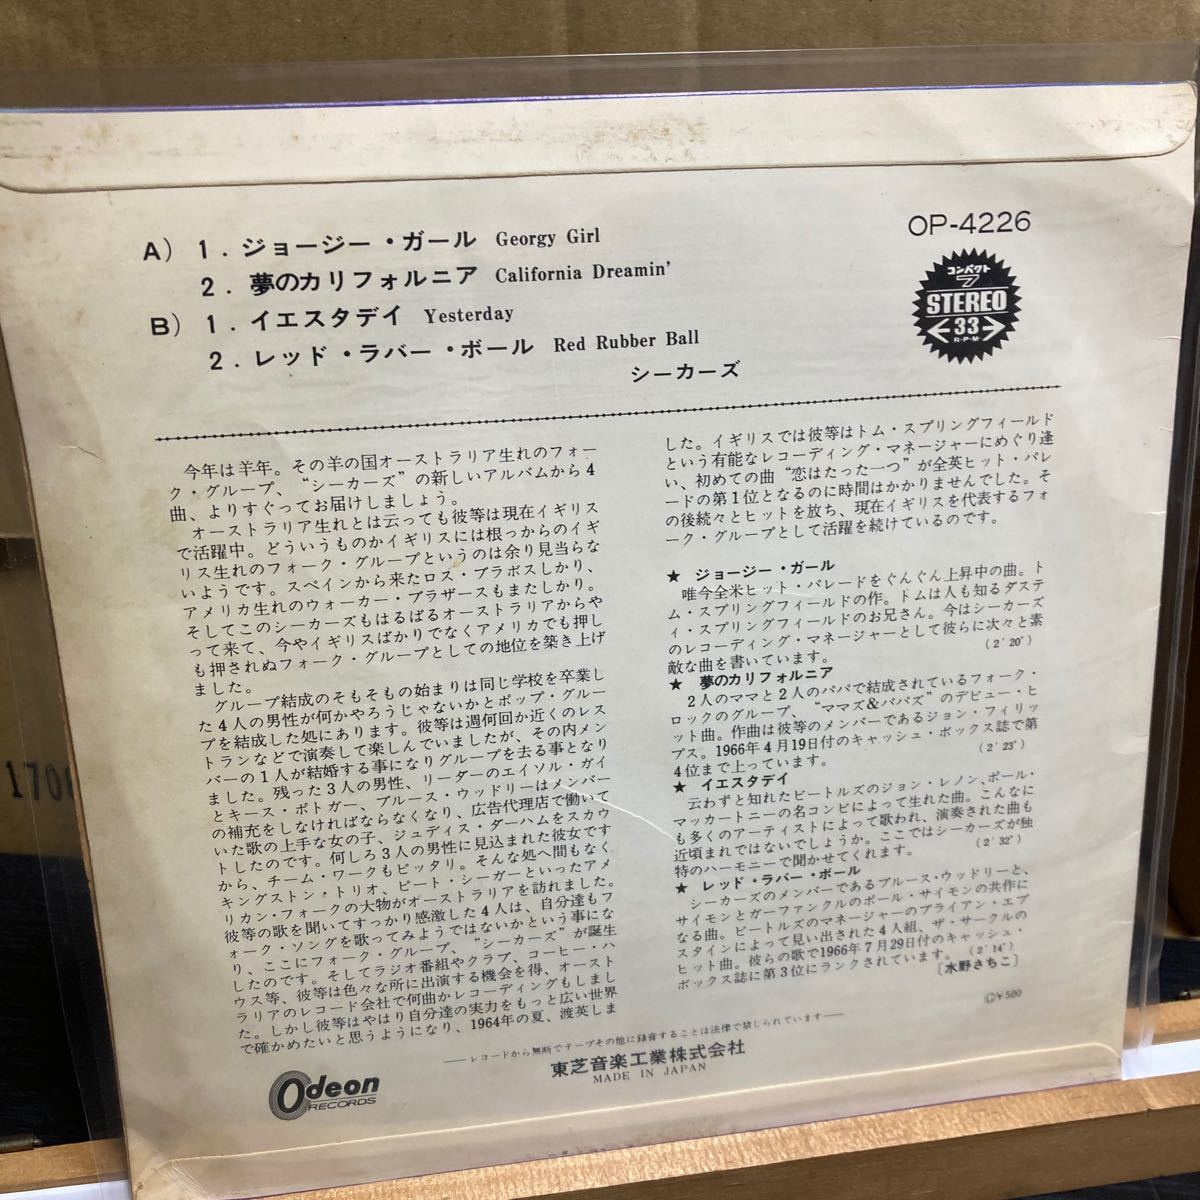 OP-4226
コンパクト
7
STEREO
33
R・P・M
A) 1. ジョージー・ガール Georgy Girl
2. 夢のカリフォルニア California Dreamin'
B) 1. イエスタデイ Yesterday
2. レッド・ラバー・ボール Red Rubber Ball
シーカーズ
今年は羊年。その羊の国オーストラリア生れのフォー
ク・グループ、“シーカーズ”の新しいアルバムから4
曲、よりすぐってお届けしましょう。
オーストラリア生れとは云っても彼等は現在イギリス
で活躍中。どういうものかイギリスには根っからのイギ
リス生れのフォーク・グループというのは余り見当らな
いようです。スペインから来たロス・ブラボスしかり、
アメリカ生れのウォーカー・ブラザースもまたしかり。
そしてこのシーカーズもはるばるオーストラリアからや
って来て、今やイギリスばかりでなくアメリカでも押し
も押されぬフォーク・グループとしての地位を築き上げ
ました。
グループ結成のそもそもの始まりは同じ学校を卒業し
た4人の男性が何かやろうじゃないかとポップ・グルー
プを結成した処にあります。彼等は週何回か近くのレス
トランなどで演奏して楽しんでいましたが、その内メン
バーの1人が結婚する事になりグループを去る事となり
ました。残った3人の男性、リーダーのエイソル・ガイ
とキース・ポトガー、ブルース・ウッドリーはメンバー
の補充をしなければならなくなり、広告代理店で働いて
いた歌の上手な女の子、ジュディス・ダーハムをスカウ
トしたのです。何しろ3人の男性に見込まれた彼女です
から、チーム・ワークもピッタリ。そんな処へ間もなく
キングストン・トリオ、ピート・シーガーといったアメ
リカン・フォークの大物がオーストラリアを訪れました。
彼等の歌を聞いてすっかり感激した4人は、自分達もフ
ォーク・ソングを歌ってみようではないかという事にな
り、ここにフォーク・グループ、“シーカーズ”が誕生
したのです。そしてラジオ番組やクラブ、コーヒー・ハ
ウス等、彼等は色々な所に出演する機会を得、オースト
ラリアのレコード会社で何曲かレコーディングもしまし
た。しかし彼等はやはり自分達の実力をもっと広い世界
で確かめたいと思うようになり、1964年の夏、渡英しま
した。イギリスでは彼等はトム・スプリングフィールド
という有能なレコーディング・マネージャーにめぐり逢
い、初めての曲“恋はたった一つ”が全英ヒット・パレ
ードの第1位となるのに時間はかかりませんでした。そ
の後続々とヒットを放ち、現在イギリスを代表するフォ
ーク・グループとして活躍を続けているのです。
★ ジョージー・ガール
唯今全米ヒット・パレードをぐんぐん上昇中の曲。ト
ム・スプリングフィールドの作。トムは人も知るダステ
ィ・スプリングフィールドのお兄さん。今はシーカーズ
のレコーディング・マネージャーとして彼らに次々と素
敵な曲を書いています。 (2′20″)
★ 夢のカリフォルニア
2人のママと2人のパパで結成されているフォーク・
ロックのグループ、“ママズ&パパズ”のデビュー・ヒ
ット曲。作曲は彼等のメンバーであるジョン・フィリッ
プス。1966年4月19日付のキャッシュ・ボックス誌で第
4位まで上っています。 (2′23″)
★ イエスタデイ
云わずと知れたビートルズのジョン・レノン、ポール・
マッカートニーの名コンビによって生れた曲。こんなに
も多くのアーティストによって歌われ、演奏された曲も
近頃まれではないでしょうか。ここではシーカーズが独
特のハーモニーで聞かせてくれます。 (2′32″)
★ レッド・ラバー・ボール
シーカーズのメンバーであるブルース・ウッドリーと、
サイモンとガーファンクルのポール・サイモンの共作に
なる曲。ビートルズのマネージャーのブライアン・エプ
スタインによって見い出された4人組、ザ・サークルの
ヒット曲。彼らの歌で1966年7月29日付のキャッシュ・
ボックス誌に第3位にランクされています。 (2′14″)
〔水野さちこ〕
Ⓒ¥500
レコードから無断でテープその他に録音することは法律で禁じられています
東芝音楽工業株式会社
MADE IN JAPAN
Odeon
RECORDS